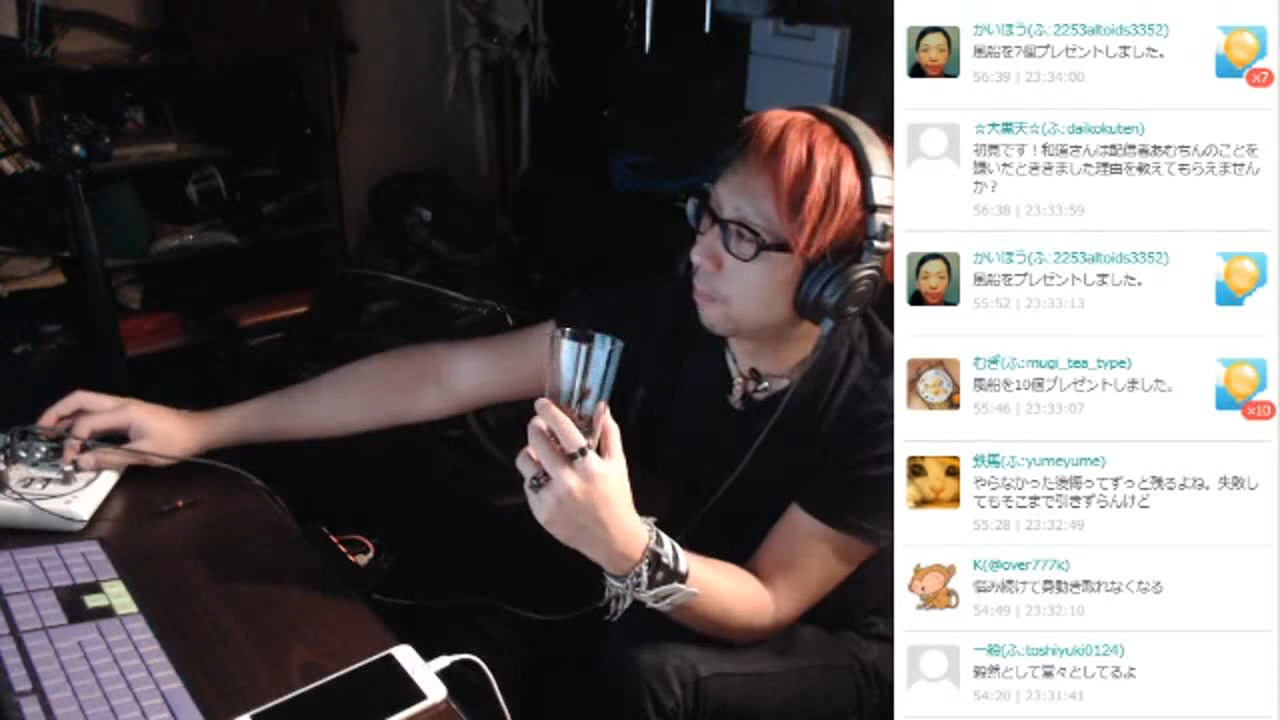 かいほう(ふ:2253altoids3352)
風船を7個プレゼントしました。
56:39 | 23:34:00
×7
☆大黒天☆(ふ:daikokuten)
初見です！和道さんは配信者あむちんのことを
嫌いだとききました理由を教えてもらえません
か？
56:38 | 23:33:59
かいほう(ふ:2253altoids3352)
風船をプレゼントしました。
55:52 | 23:33:13
むぎ(ふ:mugi_tea_type)
風船を10個プレゼントしました。
55:46 | 23:33:07
×10
鉄馬(ふ:yumeyume)
やらなかった後悔ってずっと残るよね。失敗し
てもそこまで引きずらんけど
55:28 | 23:32:49
K(@over777k)
悩み続けて身動き取れなくなる
54:49 | 23:32:10
(ふ:toshiyuki0124)
毅然として堂々としてるよ
54:20 | 23:31:41